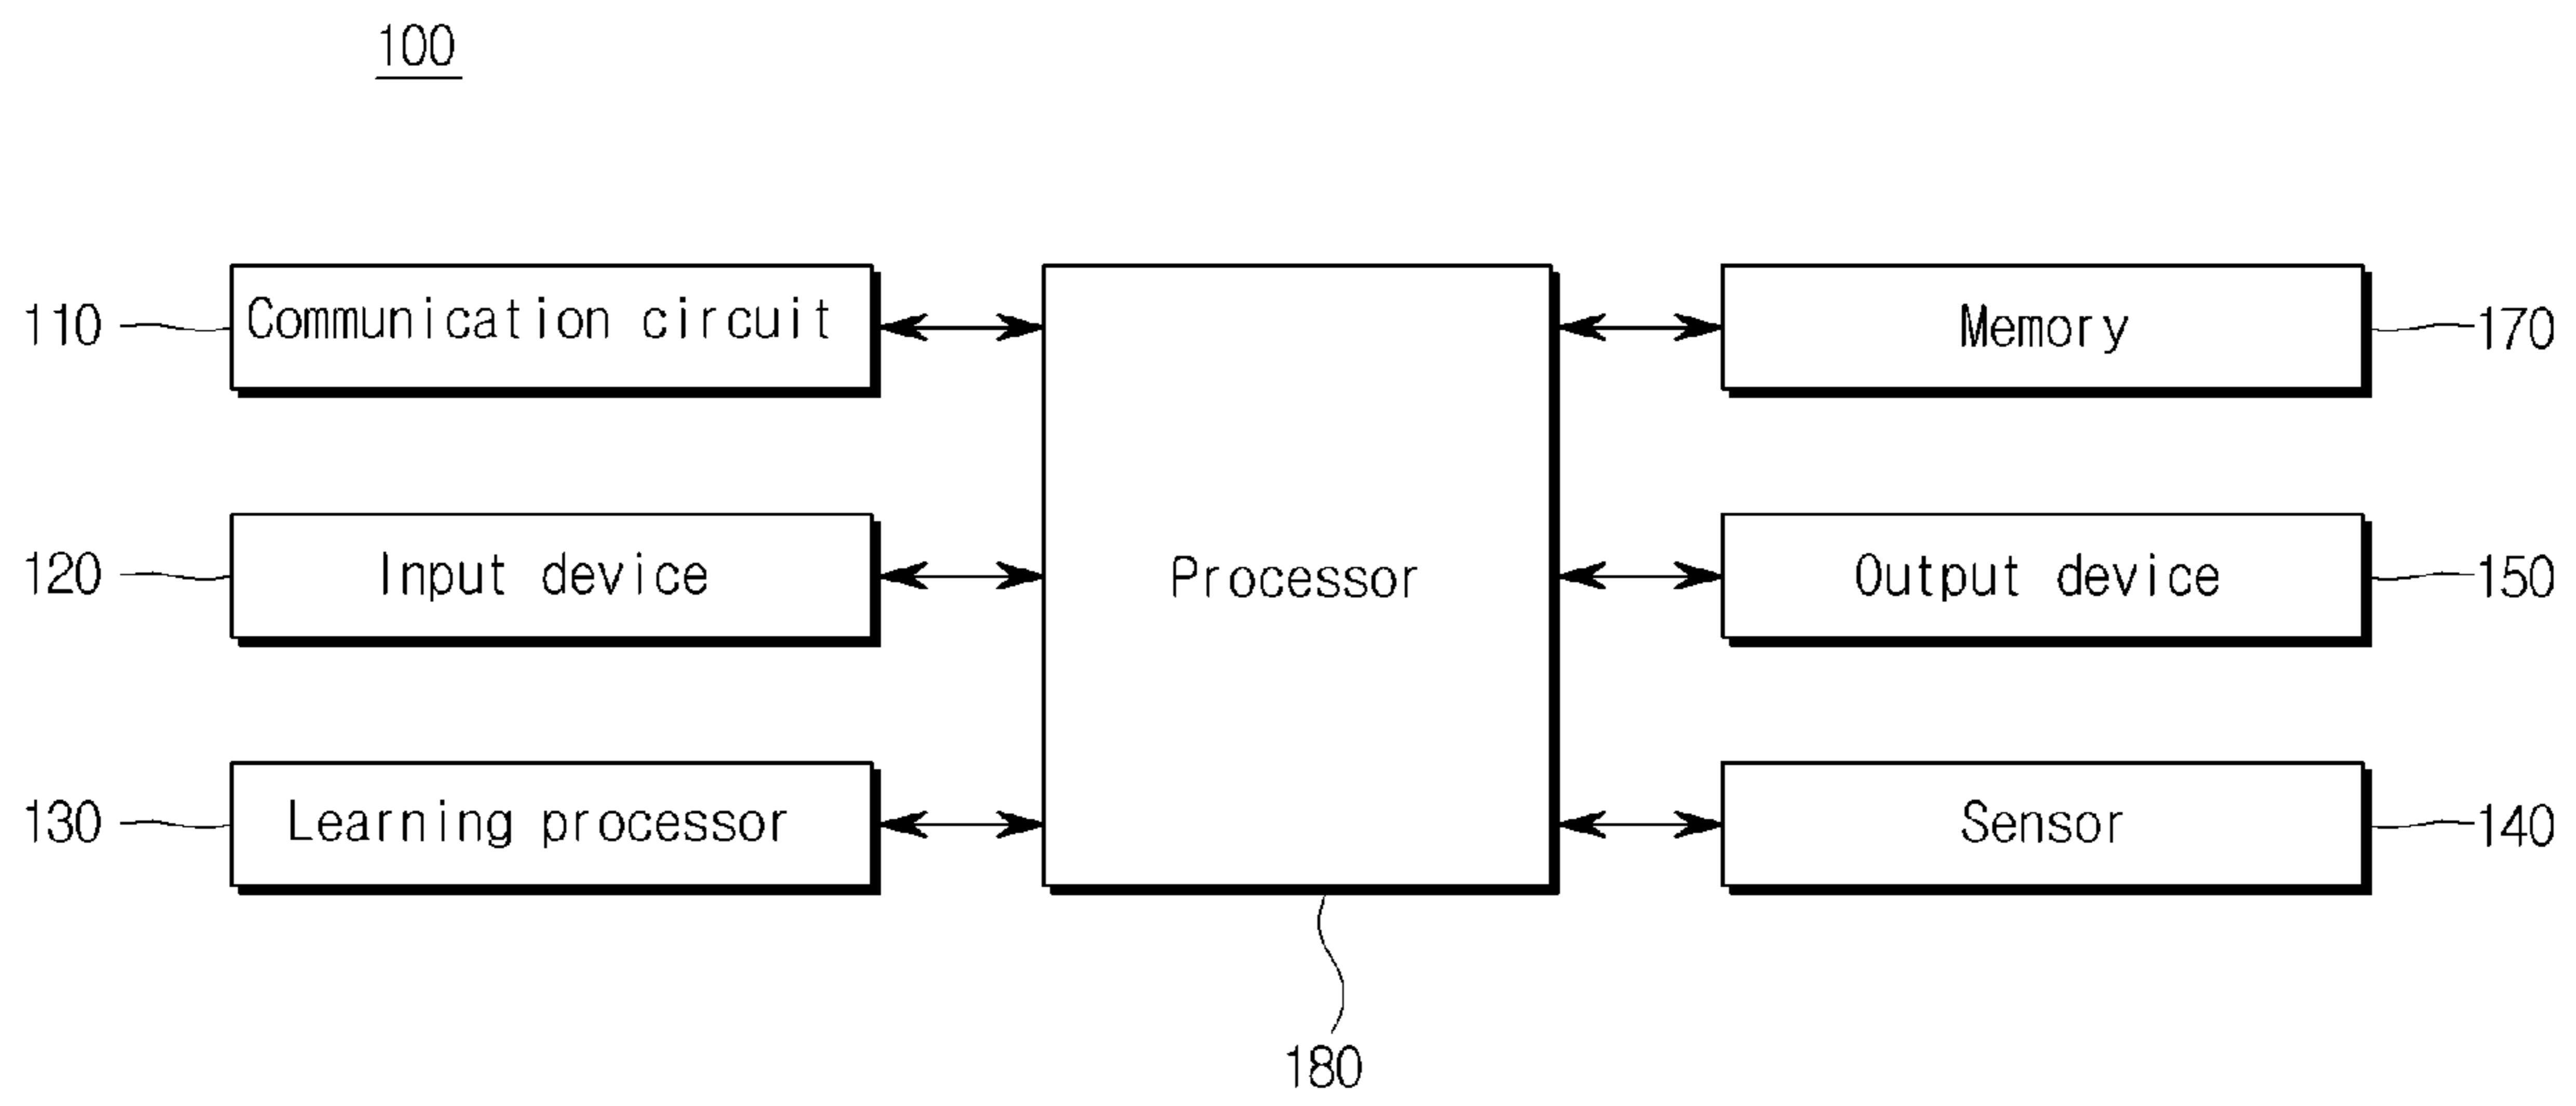 100
110
Communication circuit
Memory
170
120
Input device
Processor
Output device
150
130
Learning processor
Sensor
140
180